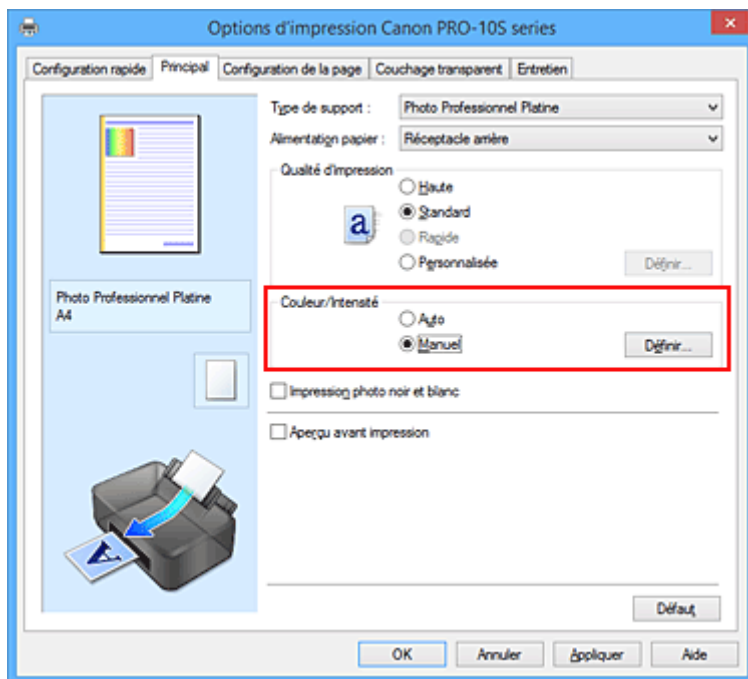 Options d'impression Canon PRO-10S series
Configuration rapide Principal Configuration de la page Couchage transparent Entretien
Type de support : Photo Professionnel Platine
Alimentation papier : Réceptacle arrière
Qualité d'impression
Haute
Standard
Rapide
Personnalisée Définir...
Photo Professionnel Platine
A4
Couleur/Intensité
Auto
Manuel Définir...
Impression photo noir et blanc
Aperçu avant impression
Défaut
OK Annuler Appliquer Aide